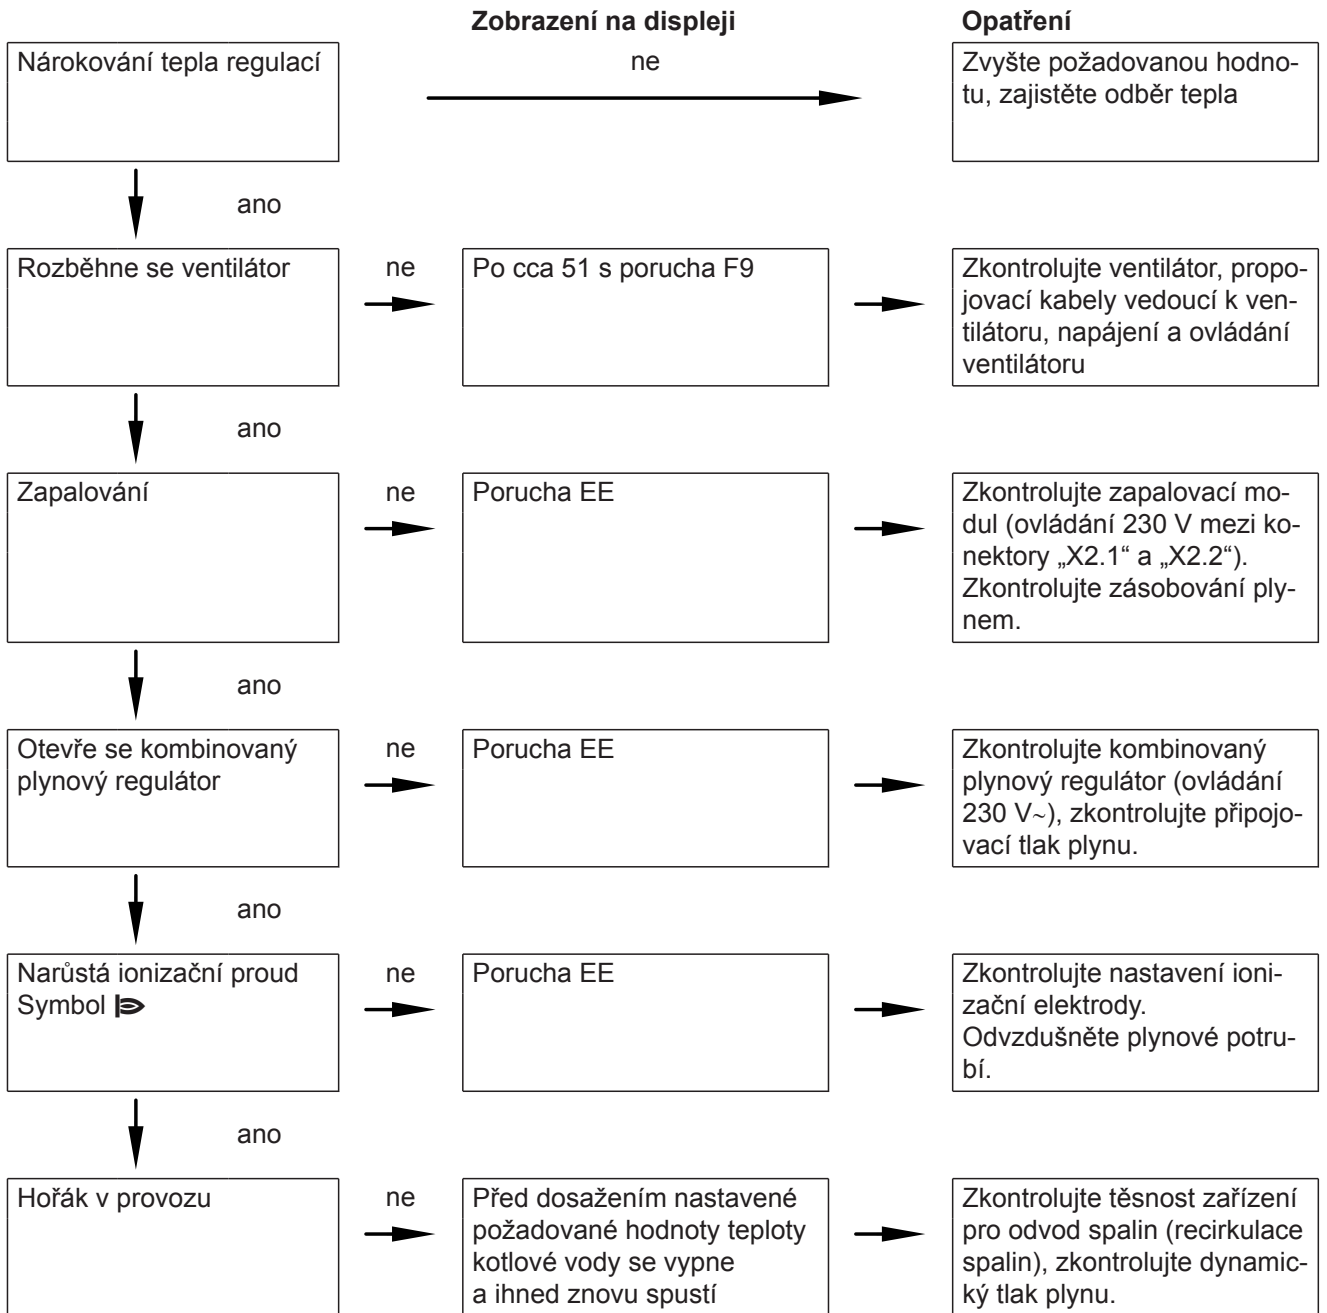 Zobrazení na displeji
Opatření
Nárokování tepla regulací
ne
Zvyšte požadovanou hodno-
tu, zajistěte odběr tepla
ano
Rozběhne se ventilátor
ne
Po cca 51 s porucha F9
Zkontrolujte ventilátor, propo-
jovací kabely vedoucí k ven-
tilátoru, napájení a ovládání
ventilátoru
ano
Zapalování
ne
Porucha EE
Zkontrolujte zapalovací mo-
dul (ovládání 230 V mezi ko-
nektory „X2.1“ a „X2.2“).
Zkontrolujte zásobování ply-
nem.
ano
Otevře se kombinovaný
plynový regulátor
ne
Porucha EE
Zkontrolujte kombinovaný
plynový regulátor (ovládání
230 V~), zkontrolujte připojo-
vací tlak plynu.
ano
Narůstá ionizační proud
Symbol
ne
Porucha EE
Zkontrolujte nastavení ioni-
zační elektrody.
Odvzdušněte plynové potru-
bí.
ano
Hořák v provozu
ne
Před dosažením nastavené
požadované hodnoty teploty
kotlové vody se vypne
a ihned znovu spustí
Zkontrolujte těsnost zařízení
pro odvod spalin (recirkulace
spalin), zkontrolujte dynamic-
ký tlak plynu.